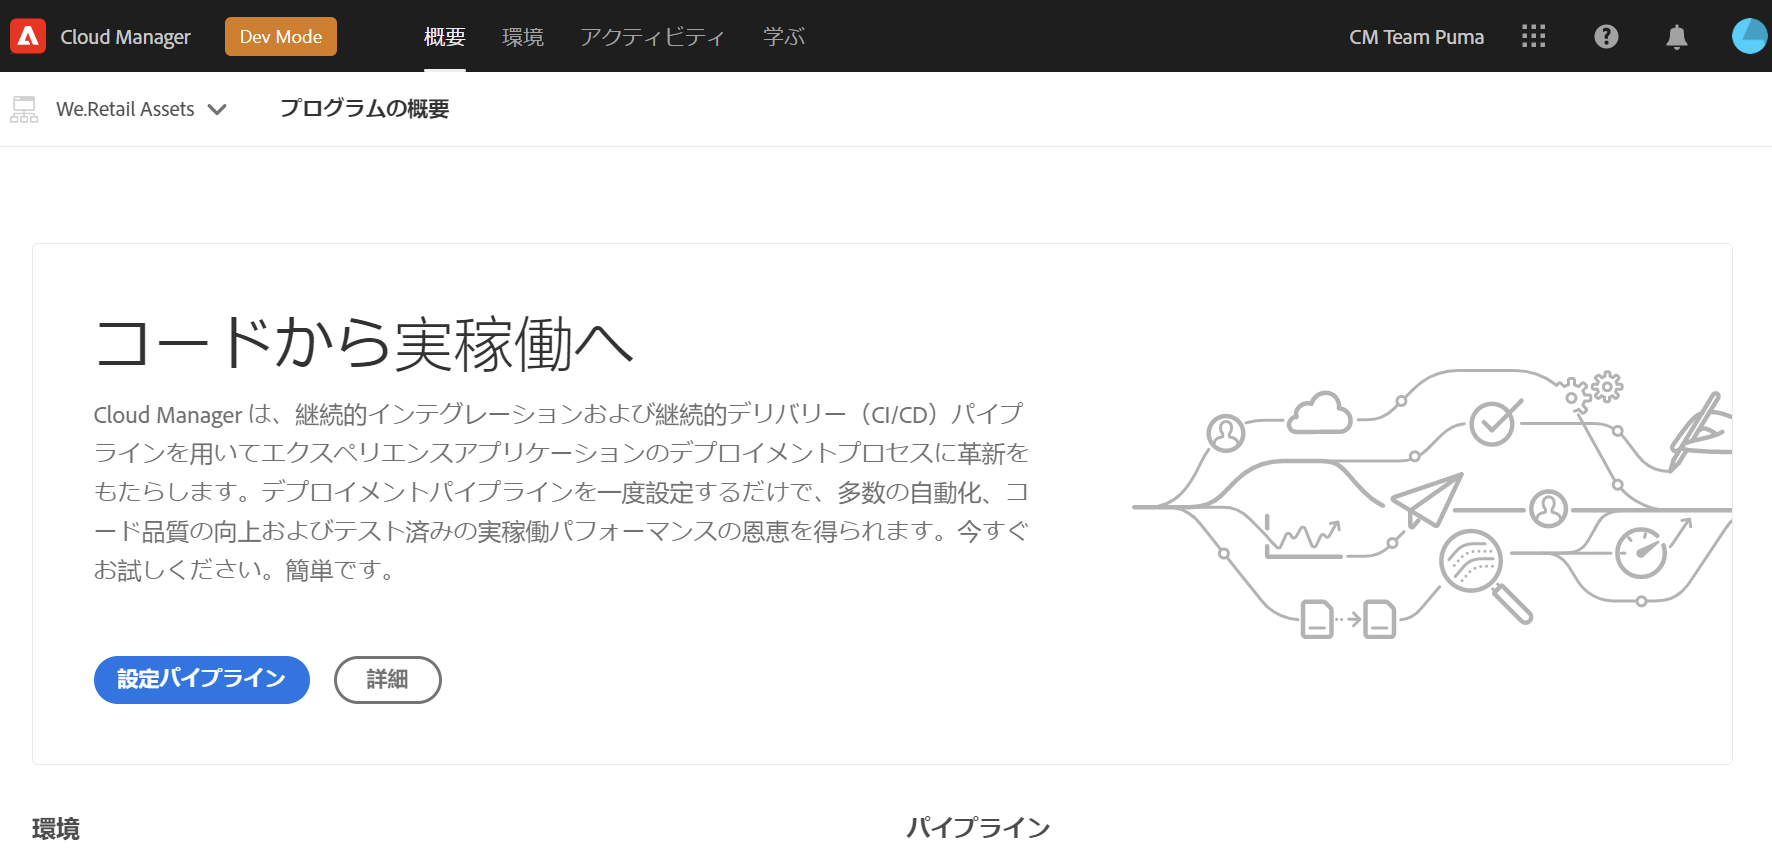 Cloud Manager Dev Mode 概要 環境 アクティビティ 学ぶ CM Team Puma
We.Retail Assets プログラムの概要
コードから実稼働へ
Cloud Manager は、継続的インテグレーションおよび継続的デリバリー（CI/CD）パイプ
ラインを用いてエクスペリエンスアプリケーションのデプロイメントプロセスに革新を
もたらします。デプロイメントパイプラインを一度設定するだけで、多数の自動化、コ
ード品質の向上およびテスト済みの実稼働パフォーマンスの恩恵を得られます。今すぐ
お試しください。簡単です。
設定パイプライン 詳細
環境 パイプライン